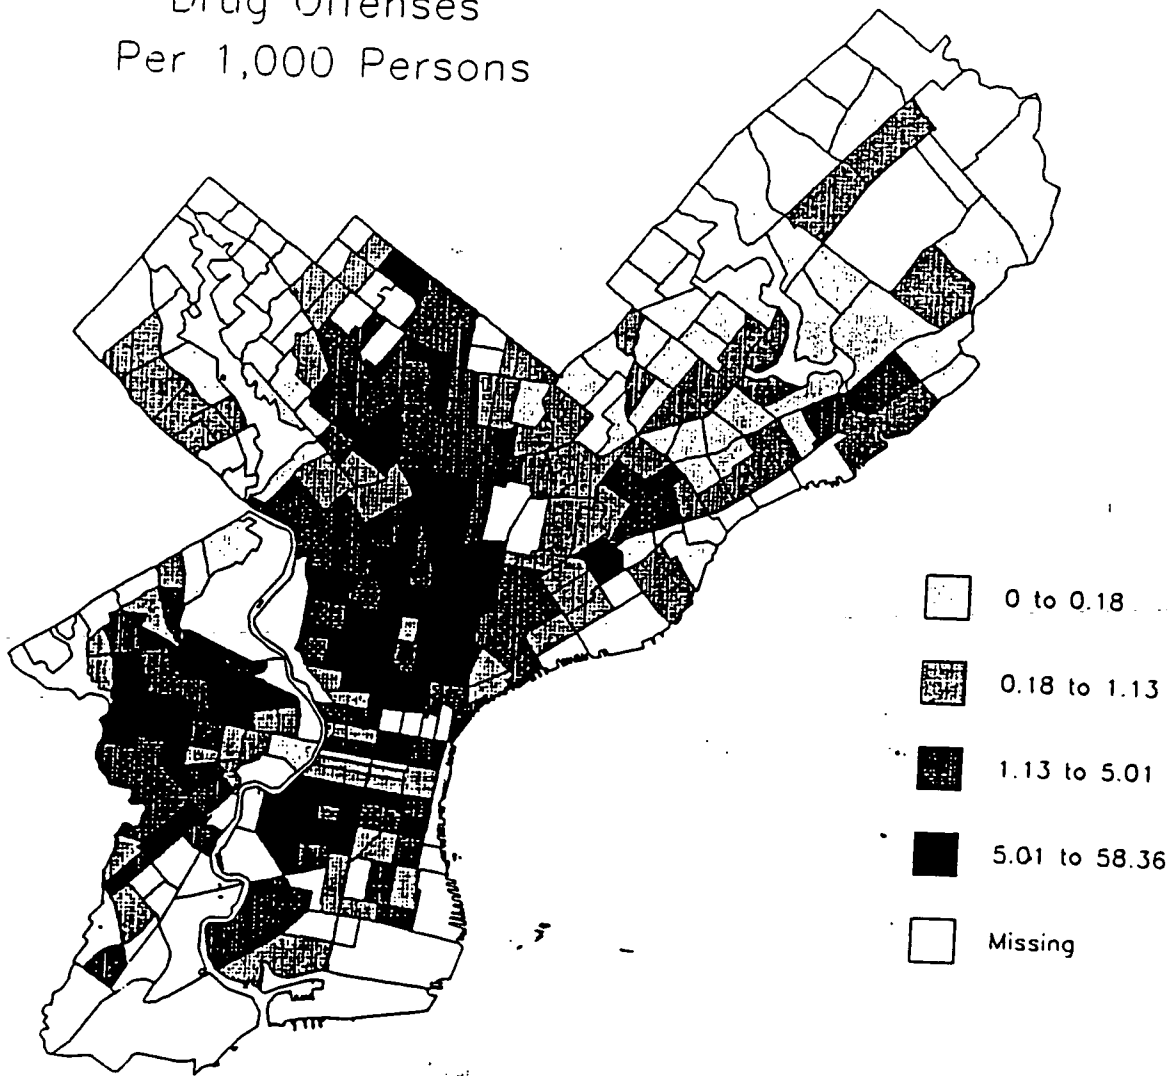 Drug Offenses
Per 1,000 Persons
0 to 0.18
0.18 to 1.13
1.13 to 5.01
5.01 to 58.36
Missing